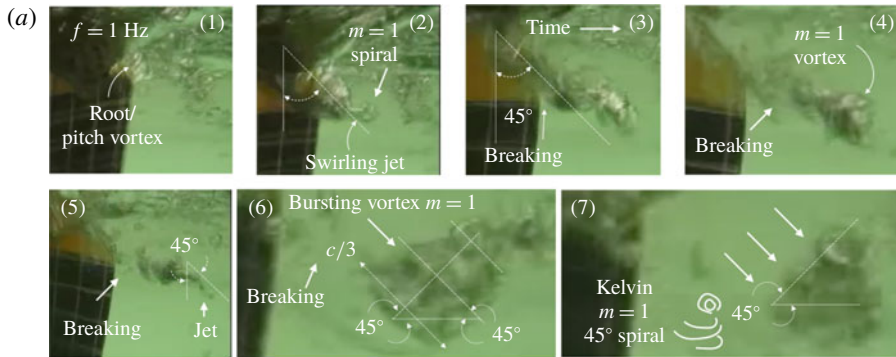 (a)
f = 1 Hz
(1)
Root/
pitch vortex
(2)
m = 1
spiral
Swirling jet
Time
(3)
45°
Breaking
(4)
m = 1
vortex
Breaking
(5)
45°
Breaking
Jet
(6)
Bursting vortex m = 1
c/3
Breaking
45°
45°
(7)
Kelvin
m = 1
45° spiral
45°